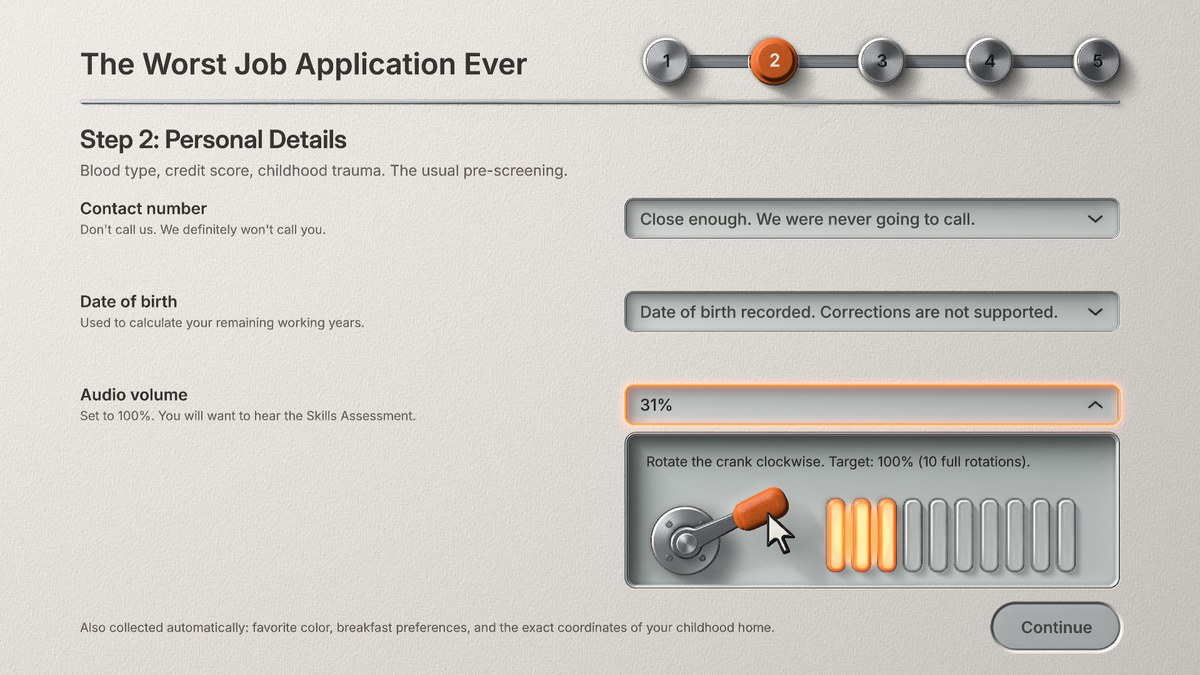 The Worst Job Application Ever
1 2 3 4 5
Step 2: Personal Details
Blood type, credit score, childhood trauma. The usual pre-screening.
Contact number
Don't call us. We definitely won't call you.
Close enough. We were never going to call.
Date of birth
Used to calculate your remaining working years.
Date of birth recorded. Corrections are not supported.
Audio volume
Set to 100%. You will want to hear the Skills Assessment.
31%
Rotate the crank clockwise. Target: 100% (10 full rotations).
Also collected automatically: favorite color, breakfast preferences, and the exact coordinates of your childhood home.
Continue